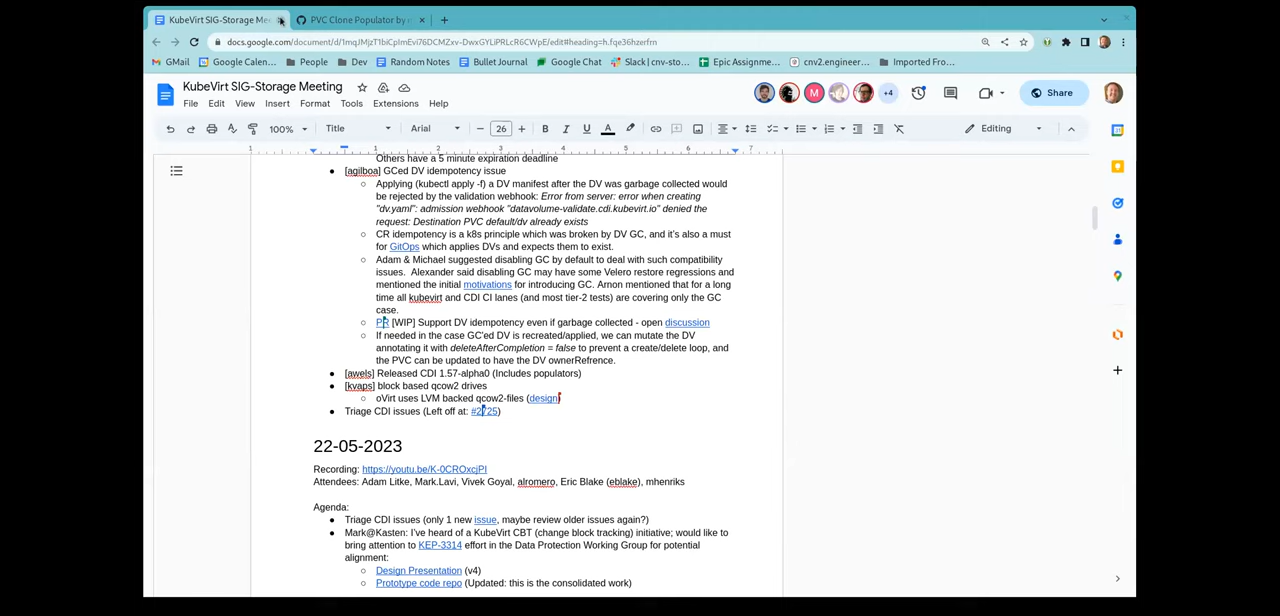 KubeVirt SIG-Storage Mee
PVC Clone Populator by
docs.google.com/document/d/1mqJMjzT1biCpImEvi76DCMZxv-DwxGYLiPRLcR6CWpE/edit#heading=h.fqe36hzerfrn
GMail
Google Calen...
People
Dev
Random Notes
Bullet Journal
Google Chat
Slack | cnv-sto...
Epic Assignme...
cnv2.engineer...
Imported Fro...
KubeVirt SIG-Storage Meeting
File Edit View Insert Format Tools Extensions Help
+4
Share
100%
Title
Arial
26
Editing
1 1 2 3 4 5 6 7
Others have a 5 minute expiration deadline
● [agilboa] GCed DV idempotency issue
○ Applying (kubectl apply -f) a DV manifest after the DV was garbage collected would
be rejected by the validation webhook: Error from server: error when creating
"dv.yaml": admission webhook "datavolume-validate.cdi.kubevirt.io" denied the
request: Destination PVC default/dv already exists
○ CR idempotency is a k8s principle which was broken by DV GC, and it's also a must
for GitOps which applies DVs and expects them to exist.
○ Adam & Michael suggested disabling GC by default to deal with such compatibility
issues. Alexander said disabling GC may have some Velero restore regressions and
mentioned the initial motivations for introducing GC. Arnon mentioned that for a long
time all kubevirt and CDI CI lanes (and most tier-2 tests) are covering only the GC
case.
○ PR [WIP] Support DV idempotency even if garbage collected - open discussion
○ If needed in the case GC'ed DV is recreated/applied, we can mutate the DV
annotating it with deleteAfterCompletion = false to prevent a create/delete loop, and
the PVC can be updated to have the DV ownerRefrence.
● [awels] Released CDI 1.57-alpha0 (Includes populators)
● [kvaps] block based qcow2 drives
○ oVirt uses LVM backed qcow2-files (design)
● Triage CDI issues (Left off at: #2725)
22-05-2023
Recording: https://youtu.be/K-0CROxcjPI
Attendees: Adam Litke, Mark.Lavi, Vivek Goyal, alromero, Eric Blake (eblake), mhenriks
Agenda:
● Triage CDI issues (only 1 new issue, maybe review older issues again?)
● Mark@Kasten: I've heard of a KubeVirt CBT (change block tracking) initiative; would like to
bring attention to KEP-3314 effort in the Data Protection Working Group for potential
alignment:
○ Design Presentation (v4)
○ Prototype code repo (Updated: this is the consolidated work)